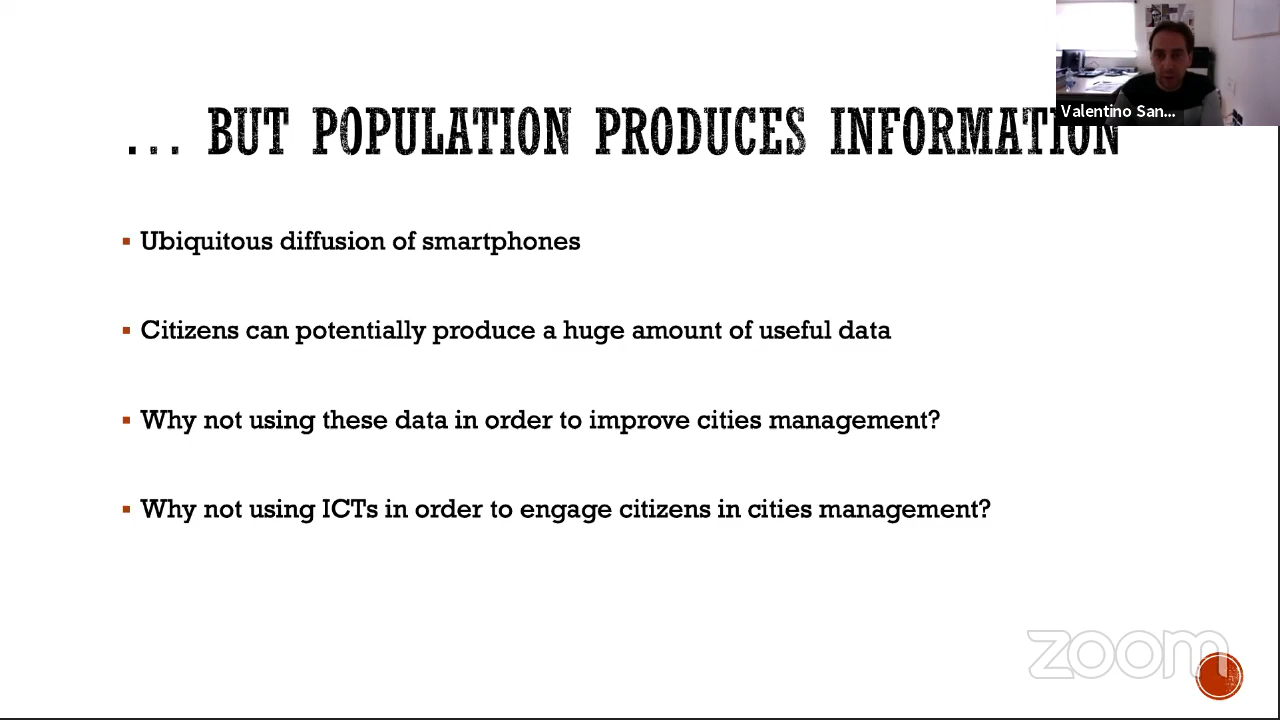 ... BUT POPULATION PRODUCES INFORMATION
Valentino San...
▪ Ubiquitous diffusion of smartphones
▪ Citizens can potentially produce a huge amount of useful data
▪ Why not using these data in order to improve cities management?
▪ Why not using ICTs in order to engage citizens in cities management?
zoom